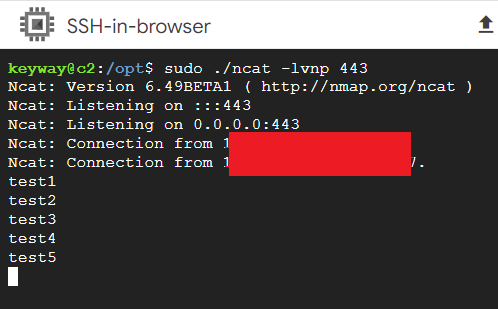 SSH-in-browser
keyway@c2:/opt$ sudo ./ncat -lvnp 443
Ncat: Version 6.49BETA1 ( http://nmap.org/ncat )
Ncat: Listening on :::443
Ncat: Listening on 0.0.0.0:443
Ncat: Connection from 1
Ncat: Connection from 1
test1
test2
test3
test4
test5